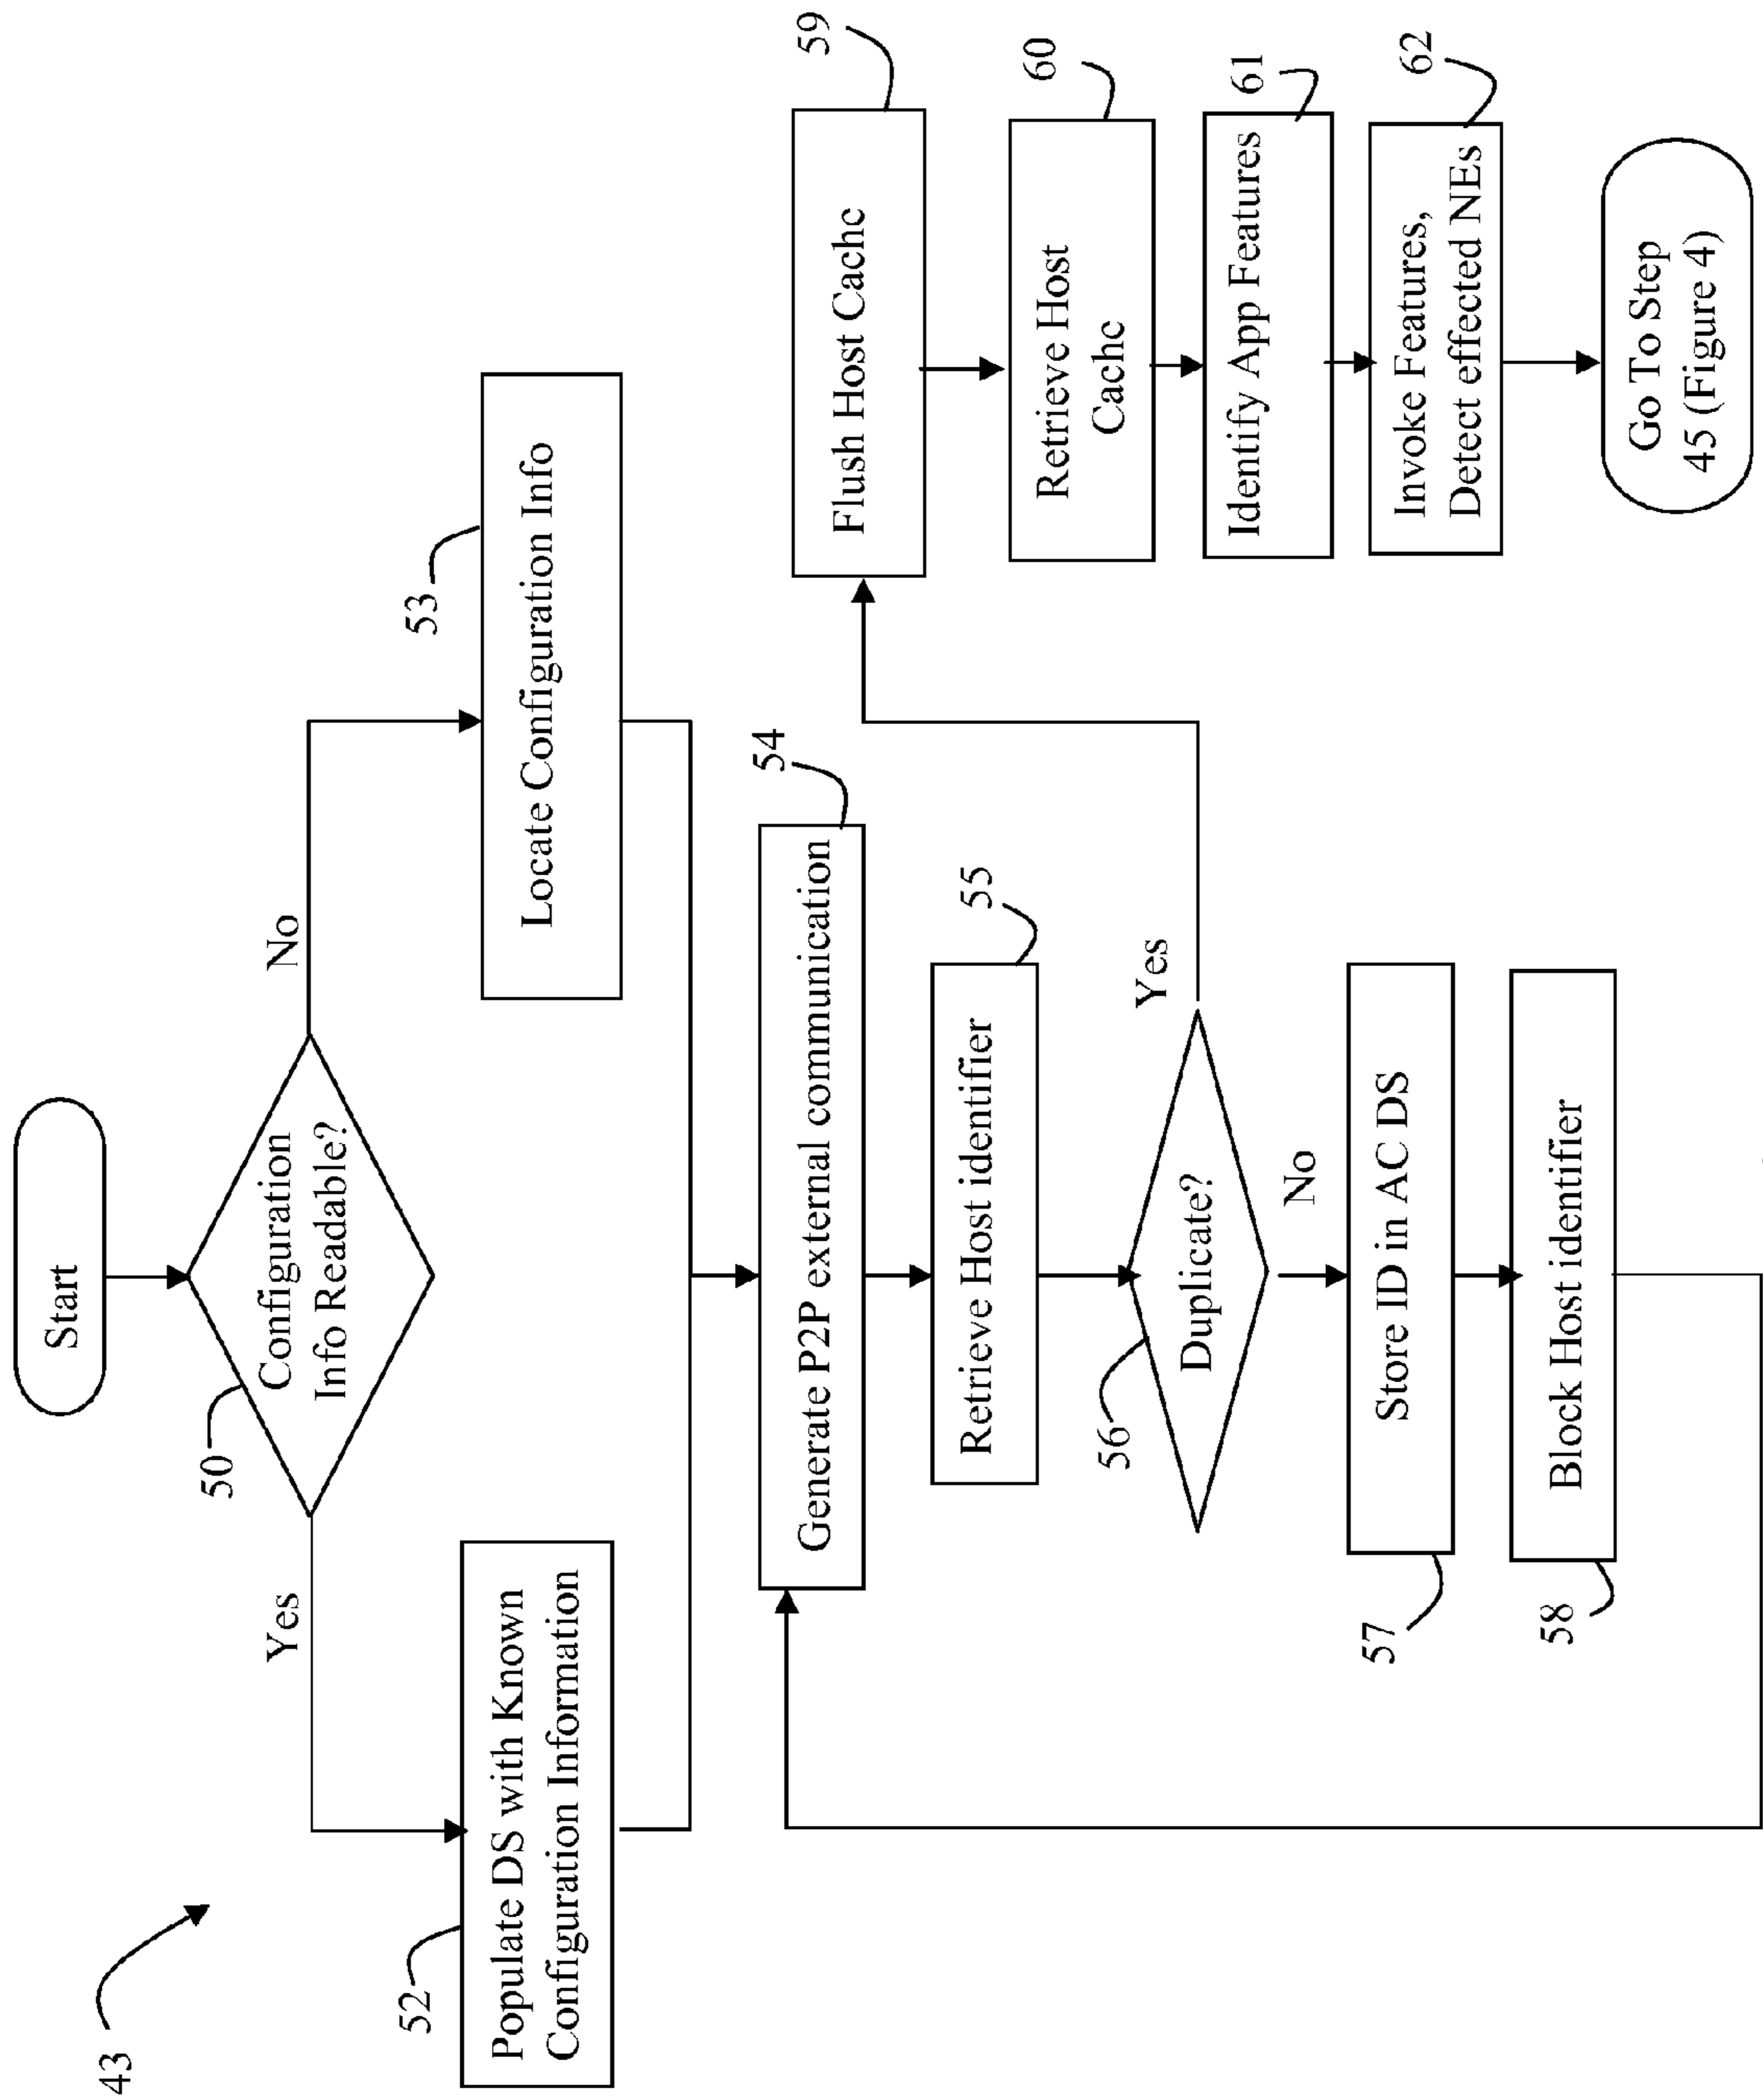 43
Start
50
Configuration
Info Readable?
Yes
No
52
Populate DS with Known
Configuration Information
53
Locate Configuration Info
54
Generate P2P external communication
55
Retrieve Host identifier
56
Duplicate?
Yes
No
57
Store ID in AC DS
58
Block Host identifier
59
Flush Host Cache
60
Retrieve Host
Cache
61
Identify App Features
62
Invoke Features,
Detect effected NEs
Go To Step
45 (Figure 4)